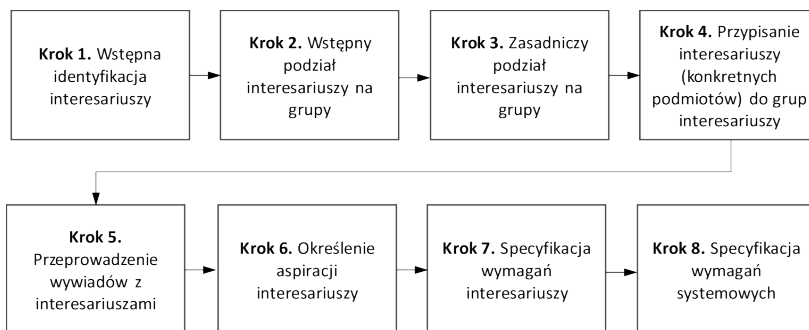 Krok 1. Wstępna
identyfikacja
interesariuszy
Krok 2. Wstępny
podział
interesariuszy na
grupy
Krok 3. Zasadniczy
podział
interesariuszy na
grupy
Krok 4. Przypisanie
interesariuszy
(konkretnych
podmiotów) do grup
interesariuszy
Krok 5.
Przeprowadzenie
wywiadów z
interesariuszami
Krok 6. Określenie
aspiracji
interesariuszy
Krok 7. Specyfikacja
wymagań
interesariuszy
Krok 8. Specyfikacja
wymagań
systemowych